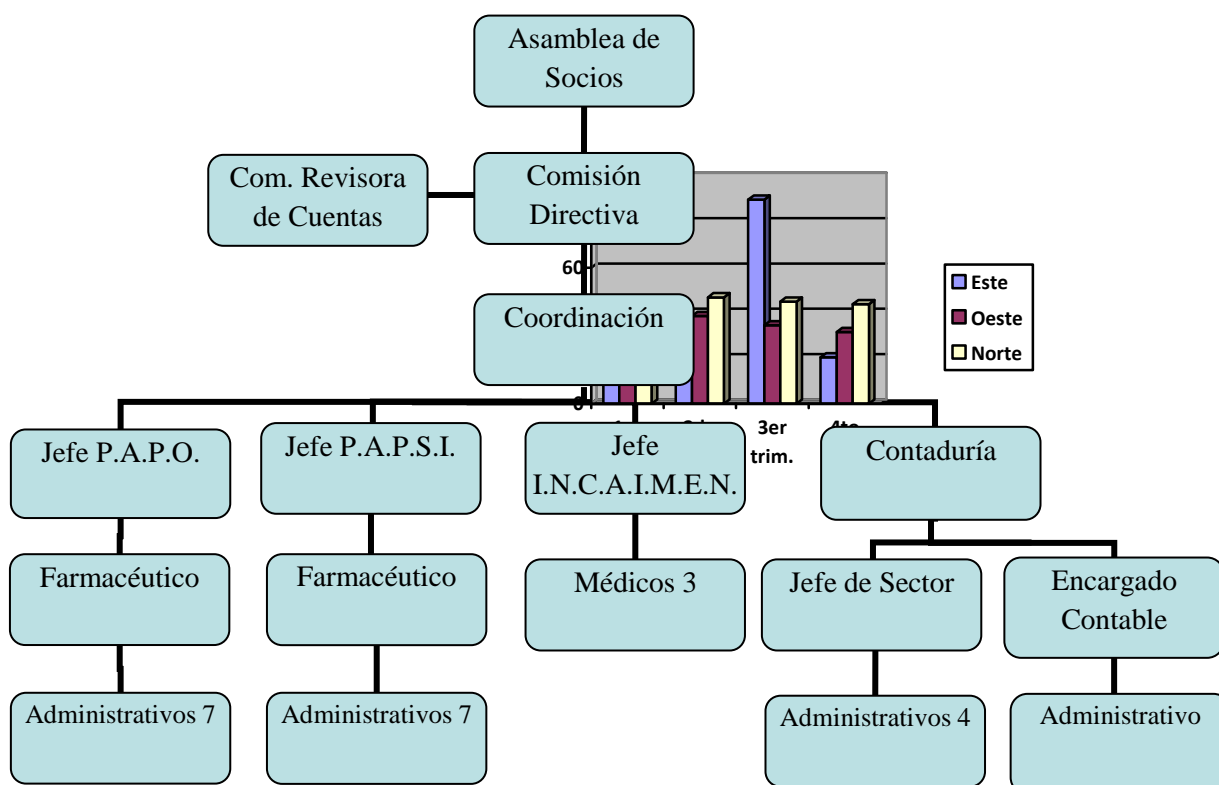 Asamblea de
Socios
Com. Revisora
de Cuentas
Comisión
Directiva
60
Este
Oeste
Norte
Coordinación
3er
trim.
Jefe P.A.P.O.
Jefe P.A.P.S.I.
Jefe
I.N.C.A.I.M.E.N.
Contaduría
Farmacéutico
Farmacéutico
Médicos 3
Jefe de Sector
Encargado
Contable
Administrativos 7
Administrativos 7
Administrativos 4
Administrativo